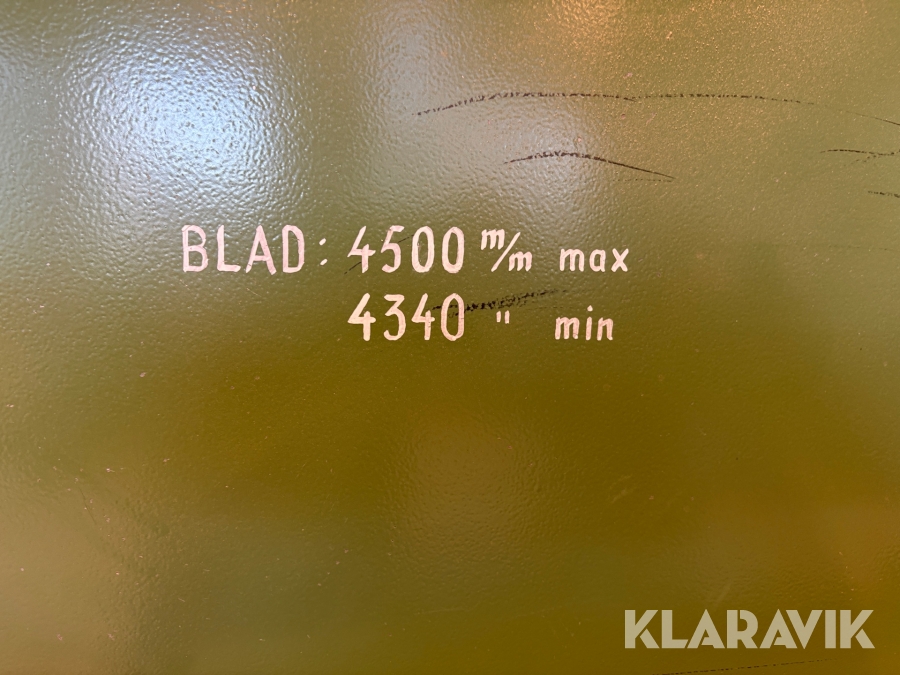 BLAD: 4500 m/m max
4340 " min
KLARAVIK